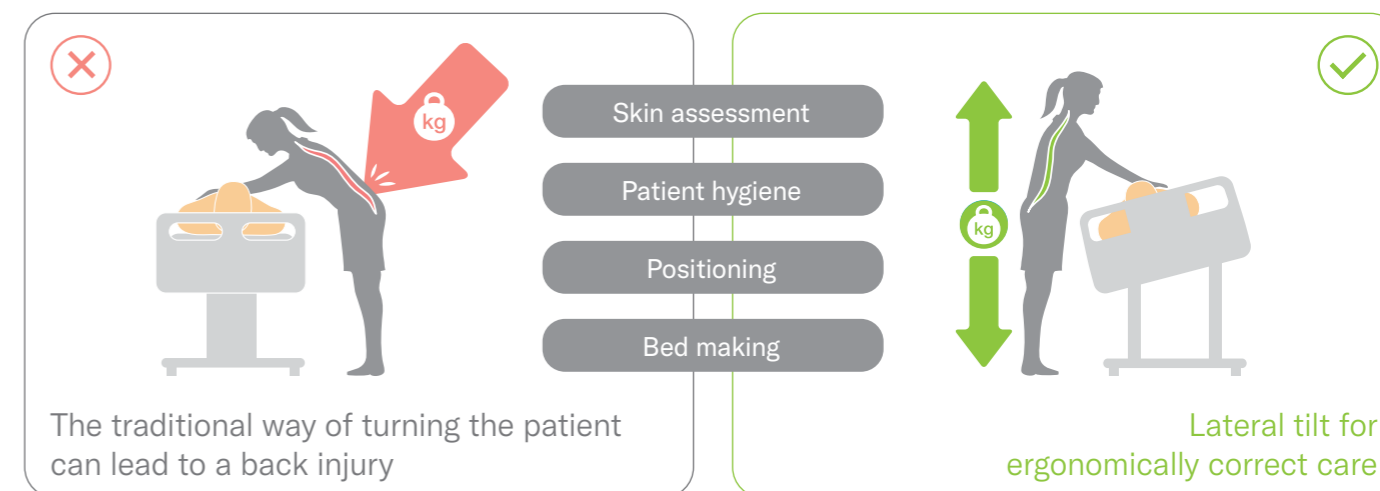 kg
Skin assessment
Patient hygiene
kg
Positioning
Bed making
The traditional way of turning the patient
can lead to a back injury
Lateral tilt for
ergonomically correct care